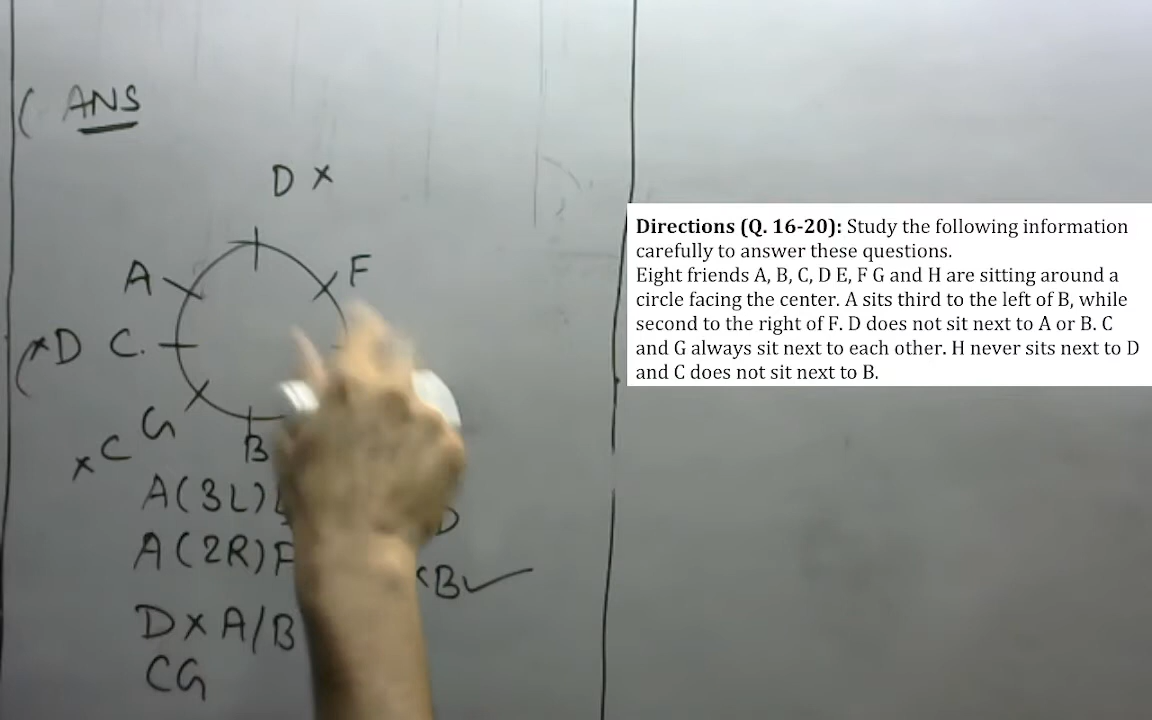 ( ANS
D ×
A
F
×D C.
G
×C
B
A(3L)
A(2R)F
B✓
D×A/B
CG
Directions (Q. 16-20): Study the following information
carefully to answer these questions.
Eight friends A, B, C, D E, F G and H are sitting around a
circle facing the center. A sits third to the left of B, while
second to the right of F. D does not sit next to A or B. C
and G always sit next to each other. H never sits next to D
and C does not sit next to B.